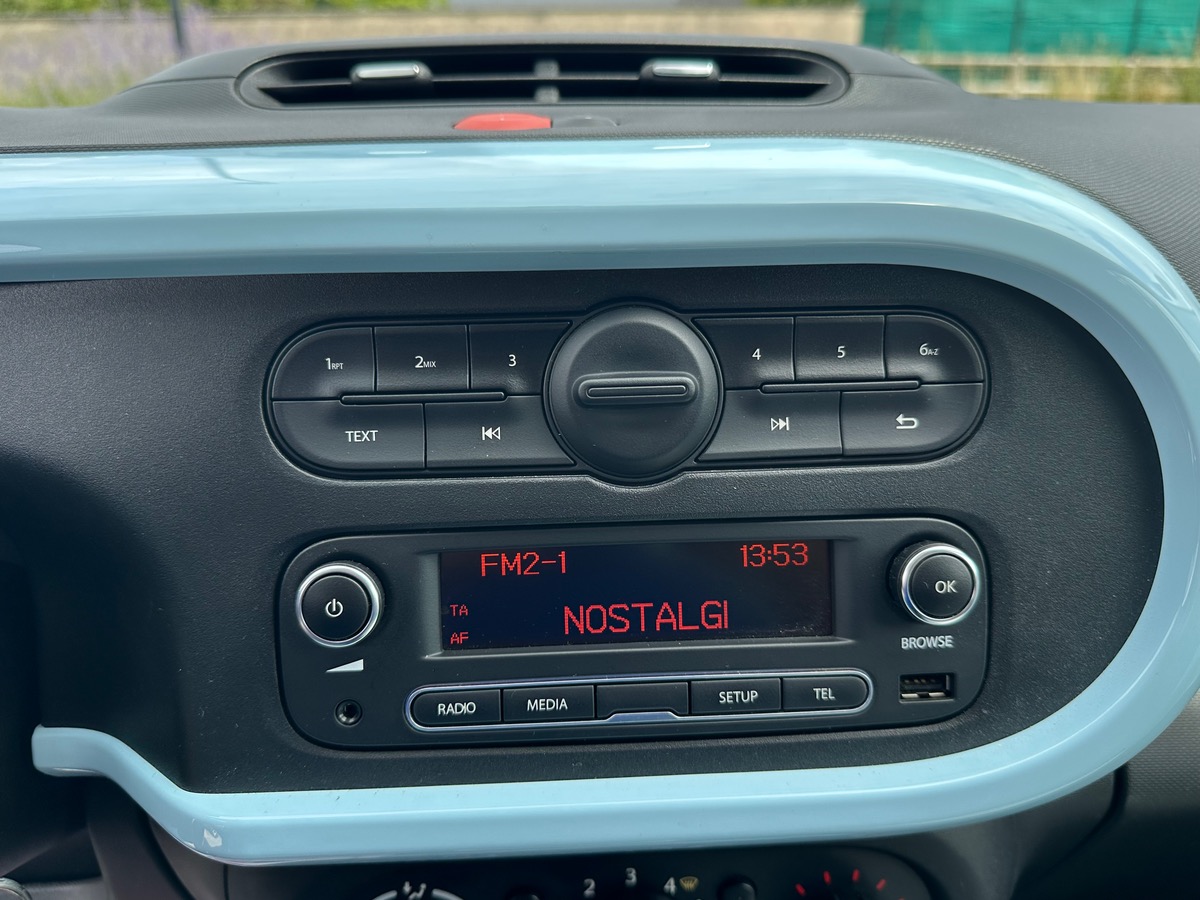 1RPT 2MIX 3 4 5 6A-Z
TEXT
FM2-1 13:53
TA
NOSTALGI
AF
OK
BROWSE
RADIO MEDIA SETUP TEL
2 3 4